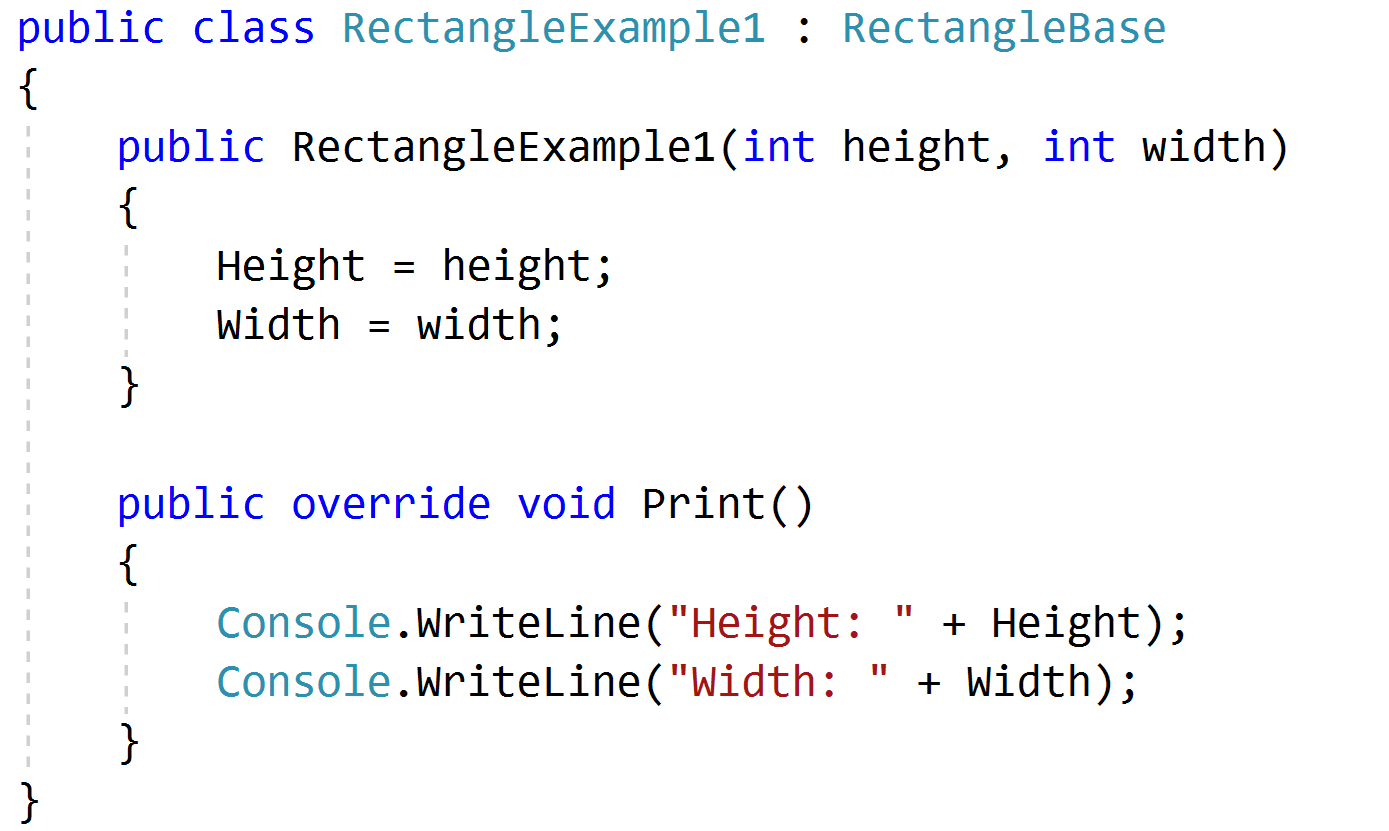 public class RectangleExample1 : RectangleBase
{
    public RectangleExample1(int height, int width)
    {
        Height = height;
        Width = width;
    }

    public override void Print()
    {
        Console.WriteLine("Height: " + Height);
        Console.WriteLine("Width: " + Width);
    }
}